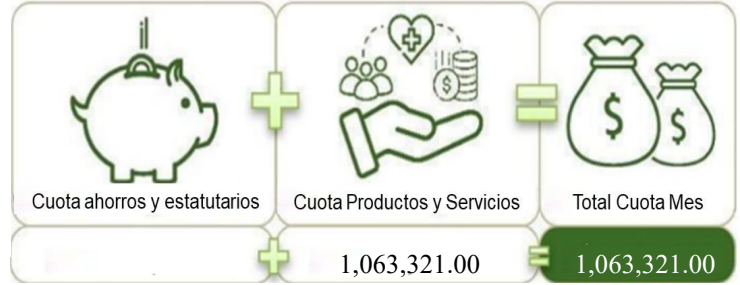 Cuota ahorros y estatutarios
Cuota Productos y Servicios
Total Cuota Mes
1,063,321.00
1,063,321.00